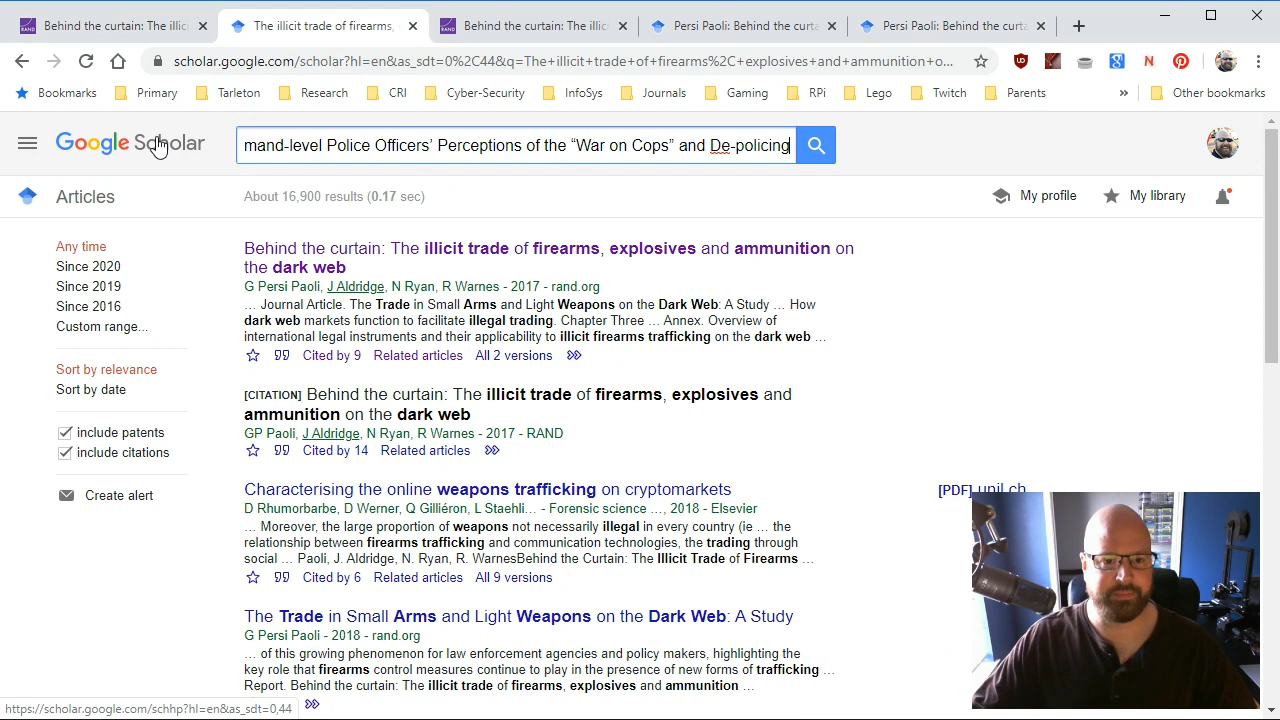 Behind the curtain: The illic
The illicit trade of firearms,
Behind the curtain: The illic
Persi Paoli: Behind the curta
Persi Paoli: Behind the curta
scholar.google.com/scholar?hl=en&as_sdt=0%2C44&q=The+illicit+trade+of+firearms%2C+explosives+and+ammunition+o...
Bookmarks Primary Tarleton Research CRI Cyber-Security InfoSys Journals Gaming RPi Lego Twitch Parents » Other bookmarks
Google Scholar
mand-level Police Officers’ Perceptions of the “War on Cops” and De-policing
Articles
About 16,900 results (0.17 sec)
My profile
My library
Any time
Since 2020
Since 2019
Since 2016
Custom range...
Sort by relevance
Sort by date
include patents
include citations
Create alert
Behind the curtain: The illicit trade of firearms, explosives and ammunition on
the dark web
G Persi Paoli, J Aldridge, N Ryan, R Warnes - 2017 - rand.org
... Journal Article. The Trade in Small Arms and Light Weapons on the Dark Web: A Study ... How
dark web markets function to facilitate illegal trading. Chapter Three ... Annex. Overview of
international legal instruments and their applicability to illicit firearms trafficking on the dark web ...
Cited by 9 Related articles All 2 versions
[CITATION] Behind the curtain: The illicit trade of firearms, explosives and
ammunition on the dark web
GP Paoli, J Aldridge, N Ryan, R Warnes - 2017 - RAND
Cited by 14 Related articles
Characterising the online weapons trafficking on cryptomarkets
[PDF] unil.ch
D Rhumorbarbe, D Werner, Q Gilliéron, L Staehli... - Forensic science ..., 2018 - Elsevier
... Moreover, the large proportion of weapons not necessarily illegal in every country (ie ... the
relationship between firearms trafficking and communication technologies, the trading through
social ... Paoli, J. Aldridge, N. Ryan, R. WarnesBehind the Curtain: The Illicit Trade of Firearms ...
Cited by 6 Related articles All 9 versions
The Trade in Small Arms and Light Weapons on the Dark Web: A Study
G Persi Paoli - 2018 - rand.org
... of this growing phenomenon for law enforcement agencies and policy makers, highlighting the
key role that firearms control measures continue to play in the presence of new forms of trafficking ...
Report. Behind the curtain: The illicit trade of firearms, explosives and ammunition ...
https://scholar.google.com/schhp?hl=en&as_sdt=0,44